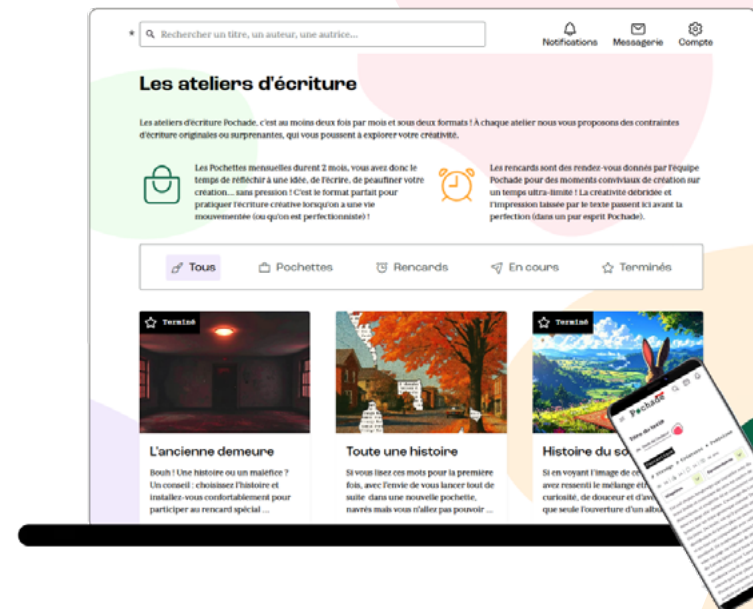 * Rechercher un titre, un auteur, une autrice...
Notifications Messagerie Compte
Les ateliers d'écriture
Les ateliers d'écriture Pochade, c'est au moins deux fois par mois et sous deux formats ! À chaque atelier nous vous proposons des contraintes
d'écriture originales ou surprenantes, qui vous poussent à explorer votre créativité.
Les Pochettes mensuelles durent 2 mois, vous avez donc le
temps de réfléchir à une idée, de l'écrire, de peaufiner votre
création.... sans pression ! C'est le format parfait pour
pratiquer l'écriture créative lorsqu'on a une vie
mouvementée (ou qu'on est perfectionniste) !
Les rencards sont des rendez-vous donnés par l'équipe
Pochade pour des moments conviviaux de création sur
un temps ultra-limité ! La créativité débridée et
l'impression laissée par le texte passent ici avant la
perfection (dans un pur esprit Pochade).
Tous Pochettes Rencards En cours Terminés
Terminé
Terminé
L'ancienne demeure
Bouh ! Une histoire ou un maléfice ?
Un conseil : choisissez l'histoire et
installez-vous confortablement pour
participer au rencard spécial ...
Toute une histoire
Si vous lisez ces mots pour la première
fois, avec l'envie de vous lancer tout de
suite dans une nouvelle pochette,
navrés mais vous n'allez pas pouvoir ...
Histoire du so
Si en voyant l'image de ce
avez ressenti le mélange
curiosité, de douceur et d'ave
que seule l'ouverture d'un albu
Pochade
Titre du texte